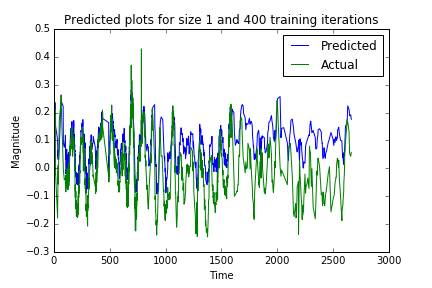 Predicted plots for size 1 and 400 training iterations
Predicted
Actual
Magnitude
0.5
0.4
0.3
0.2
0.1
0.0
−0.1
−0.2
−0.3
0 500 1000 1500 2000 2500 3000
Time